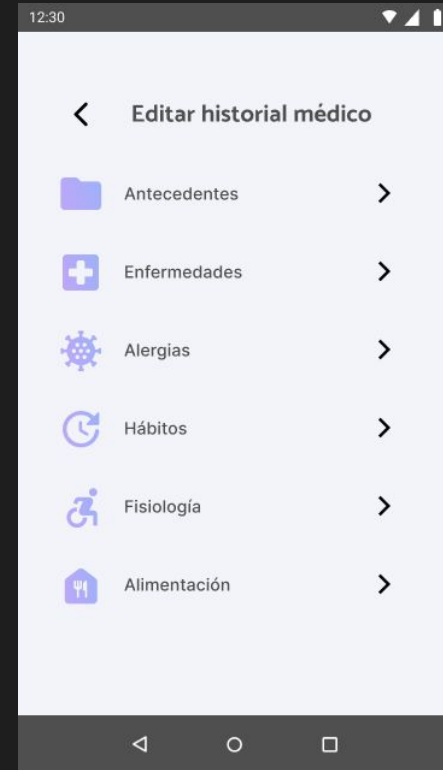 12:30
Editar historial médico
Antecedentes
Enfermedades
Alergias
Hábitos
Fisiología
Alimentación